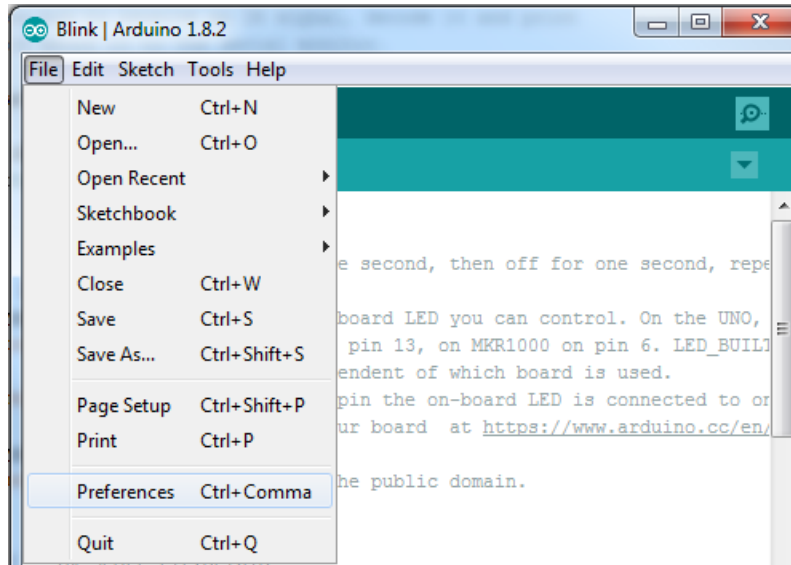 Blink | Arduino 1.8.2
File Edit Sketch Tools Help
New Ctrl+N
Open... Ctrl+O
Open Recent
Sketchbook
Examples
e second, then off for one second, repe
Close Ctrl+W
Save Ctrl+S
board LED you can control. On the UNO,
Save As... Ctrl+Shift+S
pin 13, on MKR1000 on pin 6. LED_BUILT
endent of which board is used.
Page Setup Ctrl+Shift+P
pin the on-board LED is connected to on
Print Ctrl+P
ur board at https://www.arduino.cc/en/
Preferences Ctrl+Comma
he public domain.
Quit Ctrl+Q